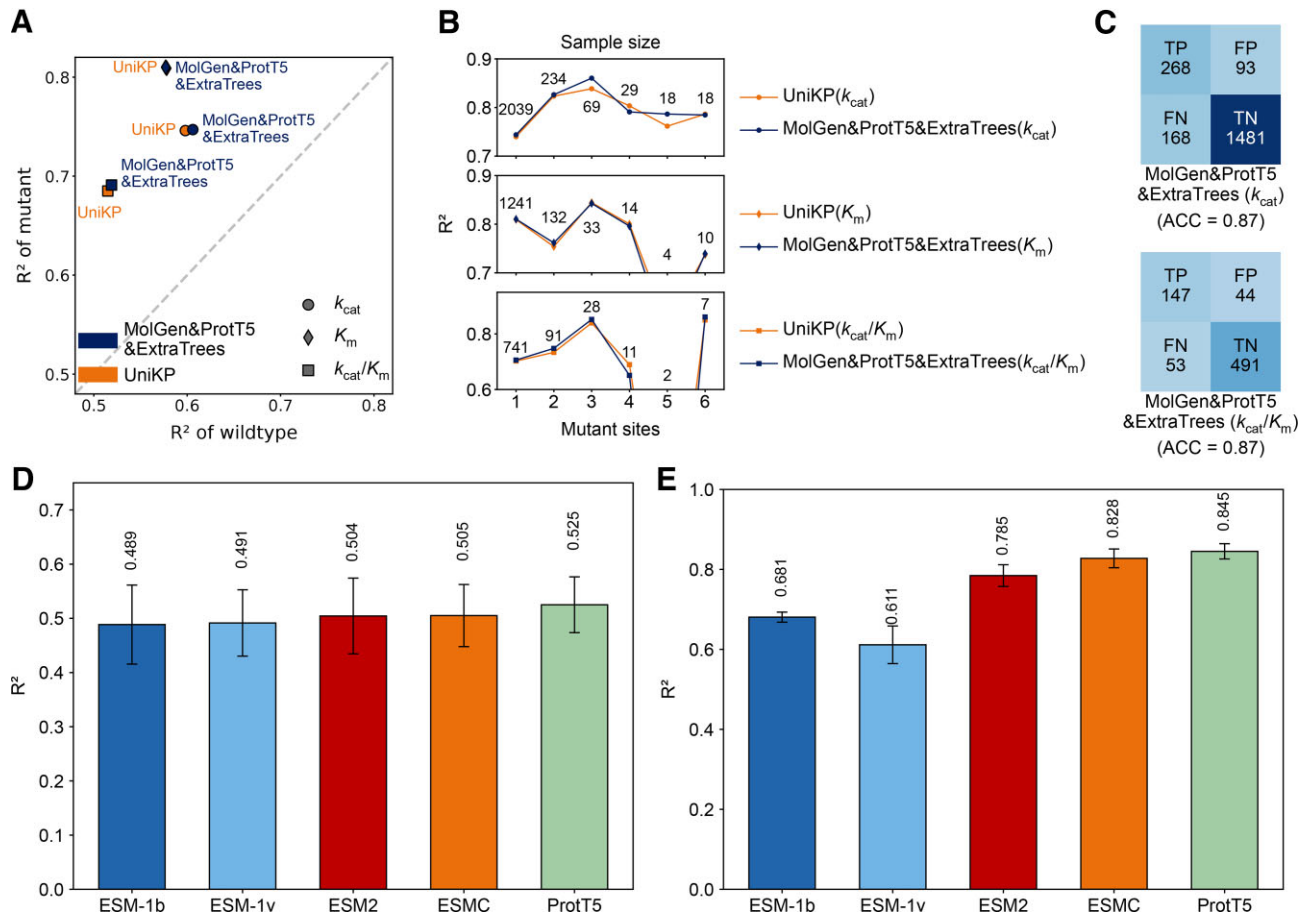 A
R² of mutant
0.8
0.7
0.6
0.5
UniKP
MolGen&ProtT5
&ExtraTrees
UniKP
MolGen&ProtT5
&ExtraTrees
MolGen&ProtT5
&ExtraTrees
UniKP
MolGen&ProtT5
&ExtraTrees
UniKP
kcat
Km
kcat/Km
0.5 0.6 0.7 0.8
R² of wildtype
B
Sample size
0.9
0.8
0.7
2039 234 69 29 18 18
UniKP(kcat)
MolGen&ProtT5&ExtraTrees(kcat)
R²
0.9
0.8
0.7
1241 132 33 14 4 10
UniKP(Km)
MolGen&ProtT5&ExtraTrees(Km)
0.8
0.6
741 91 28 11 2 7
UniKP(kcat/Km)
MolGen&ProtT5&ExtraTrees(kcat/Km)
1 2 3 4 5 6
Mutant sites
C
TP FP
268 93
FN TN
168 1481
MolGen&ProtT5
&ExtraTrees (kcat)
(ACC = 0.87)
TP FP
147 44
FN TN
53 491
MolGen&ProtT5
&ExtraTrees (kcat/Km)
(ACC = 0.87)
D
R²
0.7
0.6
0.5
0.4
0.3
0.2
0.1
0.0
0.489 0.491 0.504 0.505 0.525
ESM-1b ESM-1v ESM2 ESMC ProtT5
E
R²
1.0
0.8
0.6
0.4
0.2
0.0
0.681 0.611 0.785 0.828 0.845
ESM-1b ESM-1v ESM2 ESMC ProtT5